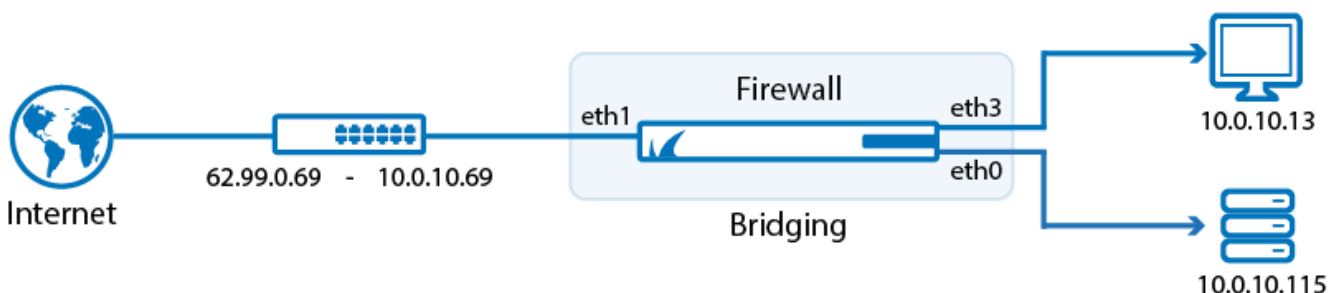 Internet
62.99.0.69 - 10.0.10.69
eth1
Firewall
eth3
eth0
Bridging
10.0.10.13
10.0.10.115